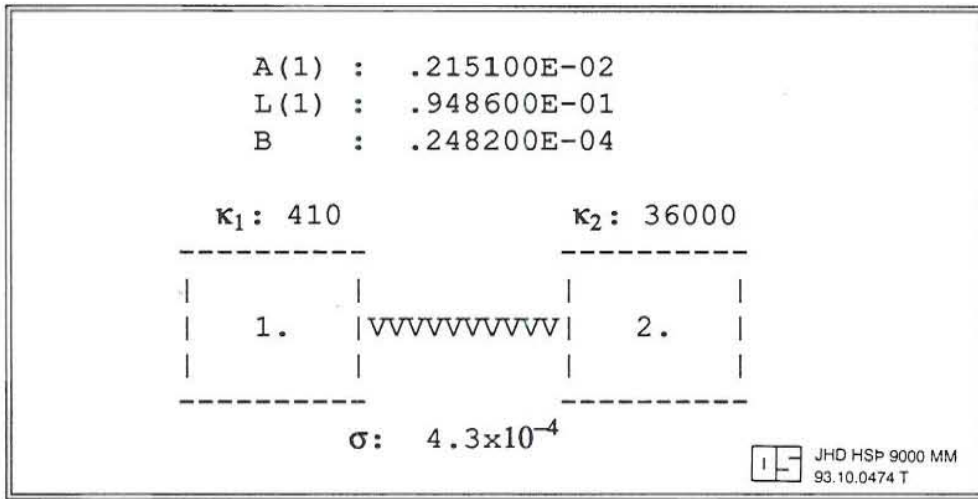 A(1) : .215100E-02
L(1) : .948600E-01
B : .248200E-04
κ₁: 410 κ₂: 36000
1. VVVVVVVVVV 2.
σ: 4.3x10⁻⁴
JHD HSÞ 9000 MM
93.10.0474 T